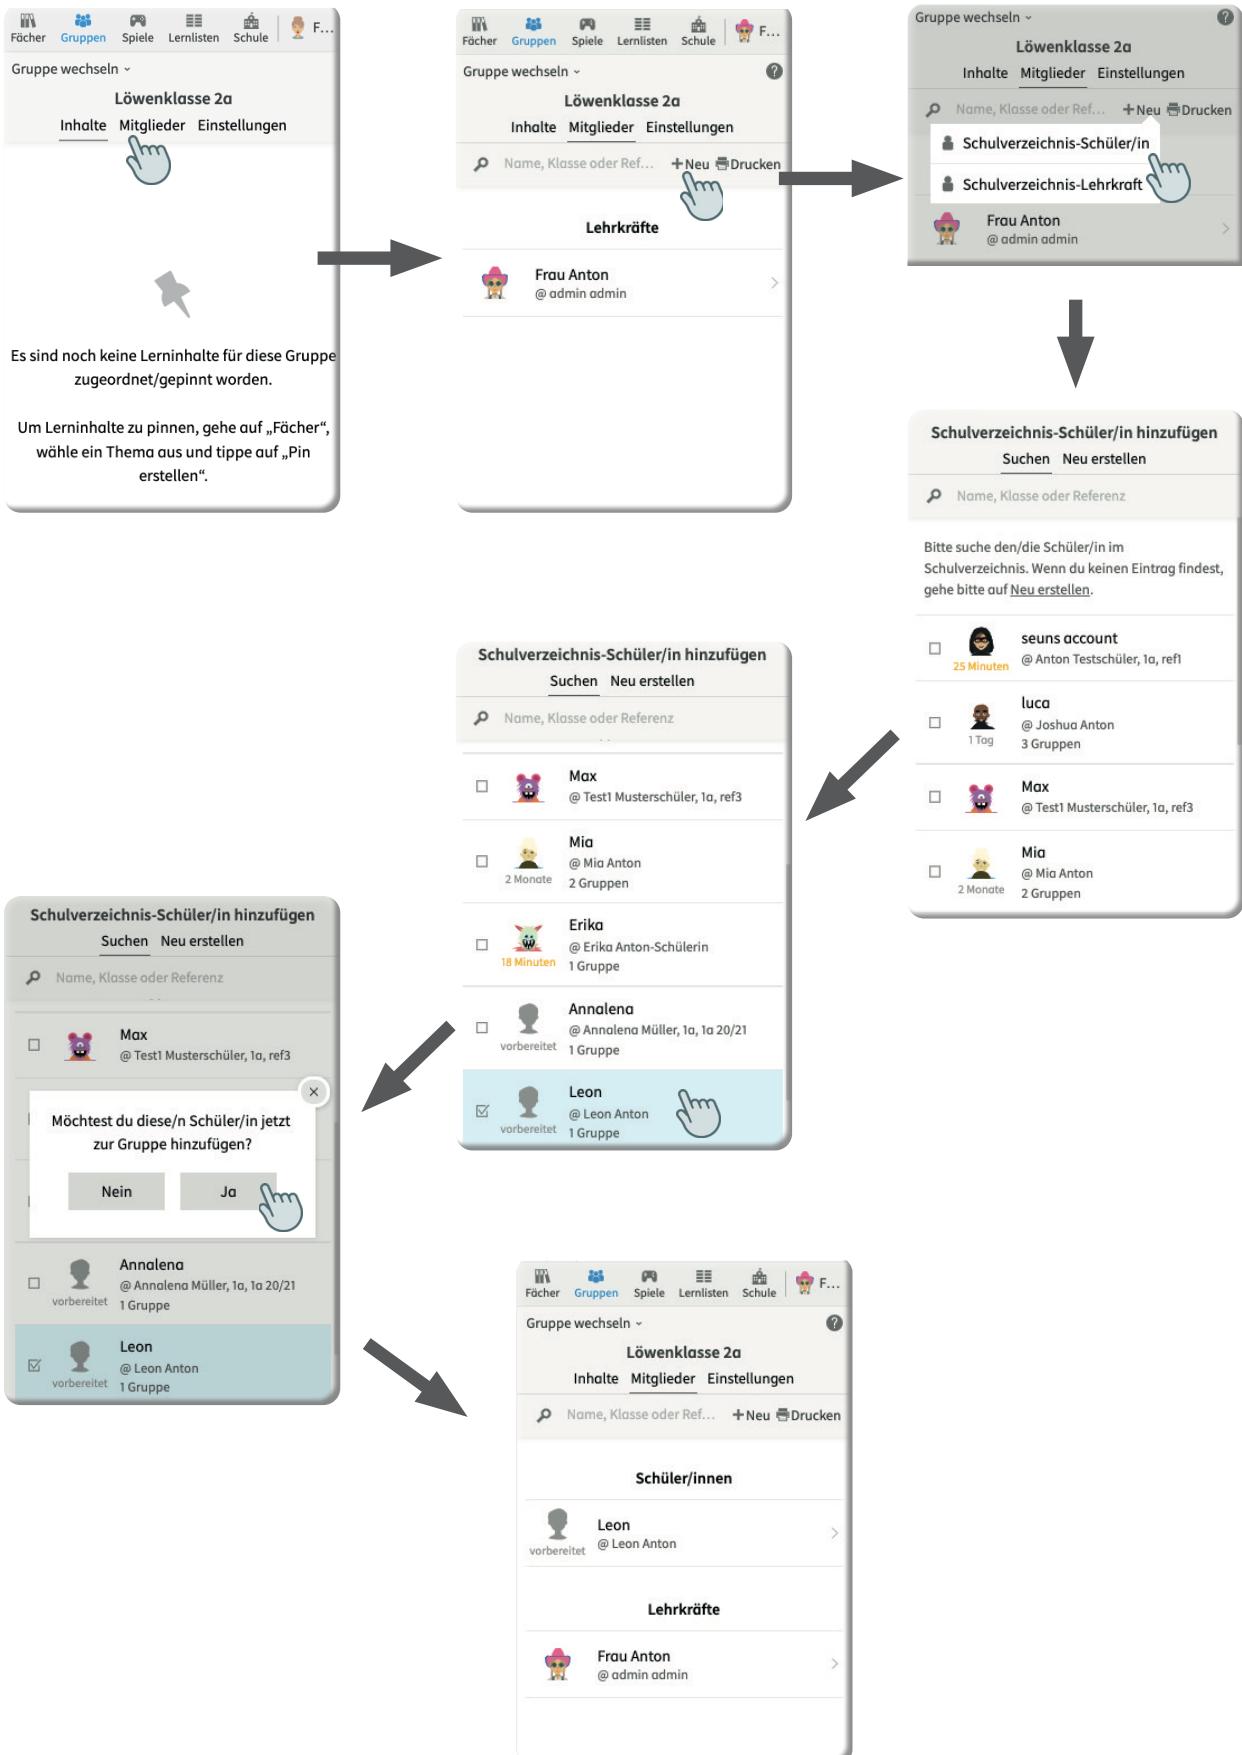 Fächer Gruppen Spiele Lernlisten Schule F...
Gruppe wechseln
Löwenklasse 2a
Inhalte Mitglieder Einstellungen
Es sind noch keine Lerninhalte für diese Gruppe
zugeordnet/gepinnt worden.
Um Lerninhalte zu pinnen, gehe auf „Fächer“,
wähle ein Thema aus und tippe auf „Pin
erstellen“.
Fächer Gruppen Spiele Lernlisten Schule F...
Gruppe wechseln ?
Löwenklasse 2a
Inhalte Mitglieder Einstellungen
Name, Klasse oder Ref... +Neu Drucken
Lehrkräfte
Frau Anton
@ admin admin
Gruppe wechseln ?
Löwenklasse 2a
Inhalte Mitglieder Einstellungen
Name, Klasse oder Ref... +Neu Drucken
Schulverzeichnis-Schüler/in
Schulverzeichnis-Lehrkraft
Frau Anton
@ admin admin
Schulverzeichnis-Schüler/in hinzufügen
Suchen Neu erstellen
Name, Klasse oder Referenz
Bitte suche den/die Schüler/in im
Schulverzeichnis. Wenn du keinen Eintrag findest,
gehe bitte auf Neu erstellen.
seuns account
@ Anton Testschüler, 1a, ref1
25 Minuten
luca
@ Joshua Anton
1 Tag
3 Gruppen
Max
@ Test1 Musterschüler, 1a, ref3
Mia
@ Mia Anton
2 Monate
2 Gruppen
Schulverzeichnis-Schüler/in hinzufügen
Suchen Neu erstellen
Name, Klasse oder Referenz
Max
@ Test1 Musterschüler, 1a, ref3
Mia
@ Mia Anton
2 Monate
2 Gruppen
Erika
@ Erika Anton-Schülerin
18 Minuten
1 Gruppe
Annalena
@ Annalena Müller, 1a, 1a 20/21
vorbereitet
1 Gruppe
Leon
@ Leon Anton
vorbereitet
1 Gruppe
Schulverzeichnis-Schüler/in hinzufügen
Suchen Neu erstellen
Name, Klasse oder Referenz
Max
@ Test1 Musterschüler, 1a, ref3
Möchtest du diese/n Schüler/in jetzt
zur Gruppe hinzufügen?
Nein Ja
Annalena
@ Annalena Müller, 1a, 1a 20/21
vorbereitet
1 Gruppe
Leon
@ Leon Anton
vorbereitet
1 Gruppe
Fächer Gruppen Spiele Lernlisten Schule F...
Gruppe wechseln ?
Löwenklasse 2a
Inhalte Mitglieder Einstellungen
Name, Klasse oder Ref... +Neu Drucken
Schüler/innen
Leon
@ Leon Anton
vorbereitet
Lehrkräfte
Frau Anton
@ admin admin